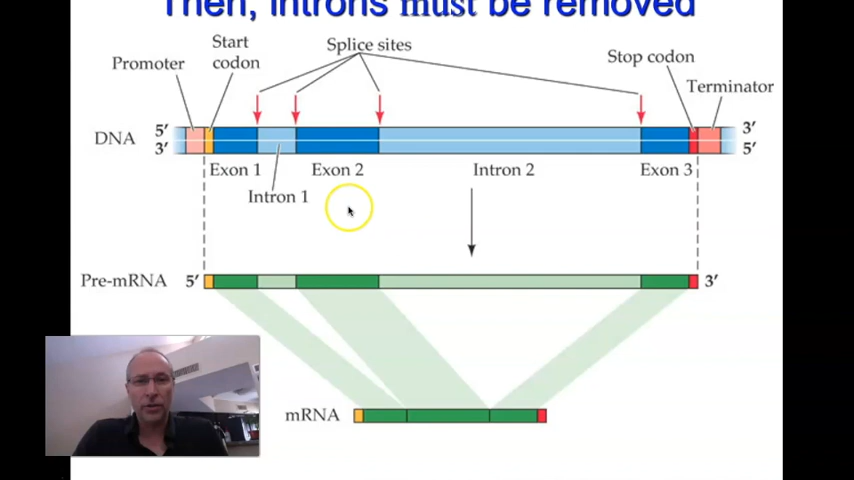 Then, introns must be removed
Start
codon
Splice sites
Promoter
Stop codon
Terminator
DNA
5′
3′
3′
5′
Exon 1
Exon 2
Intron 2
Exon 3
Intron 1
Pre-mRNA
5′
3′
mRNA